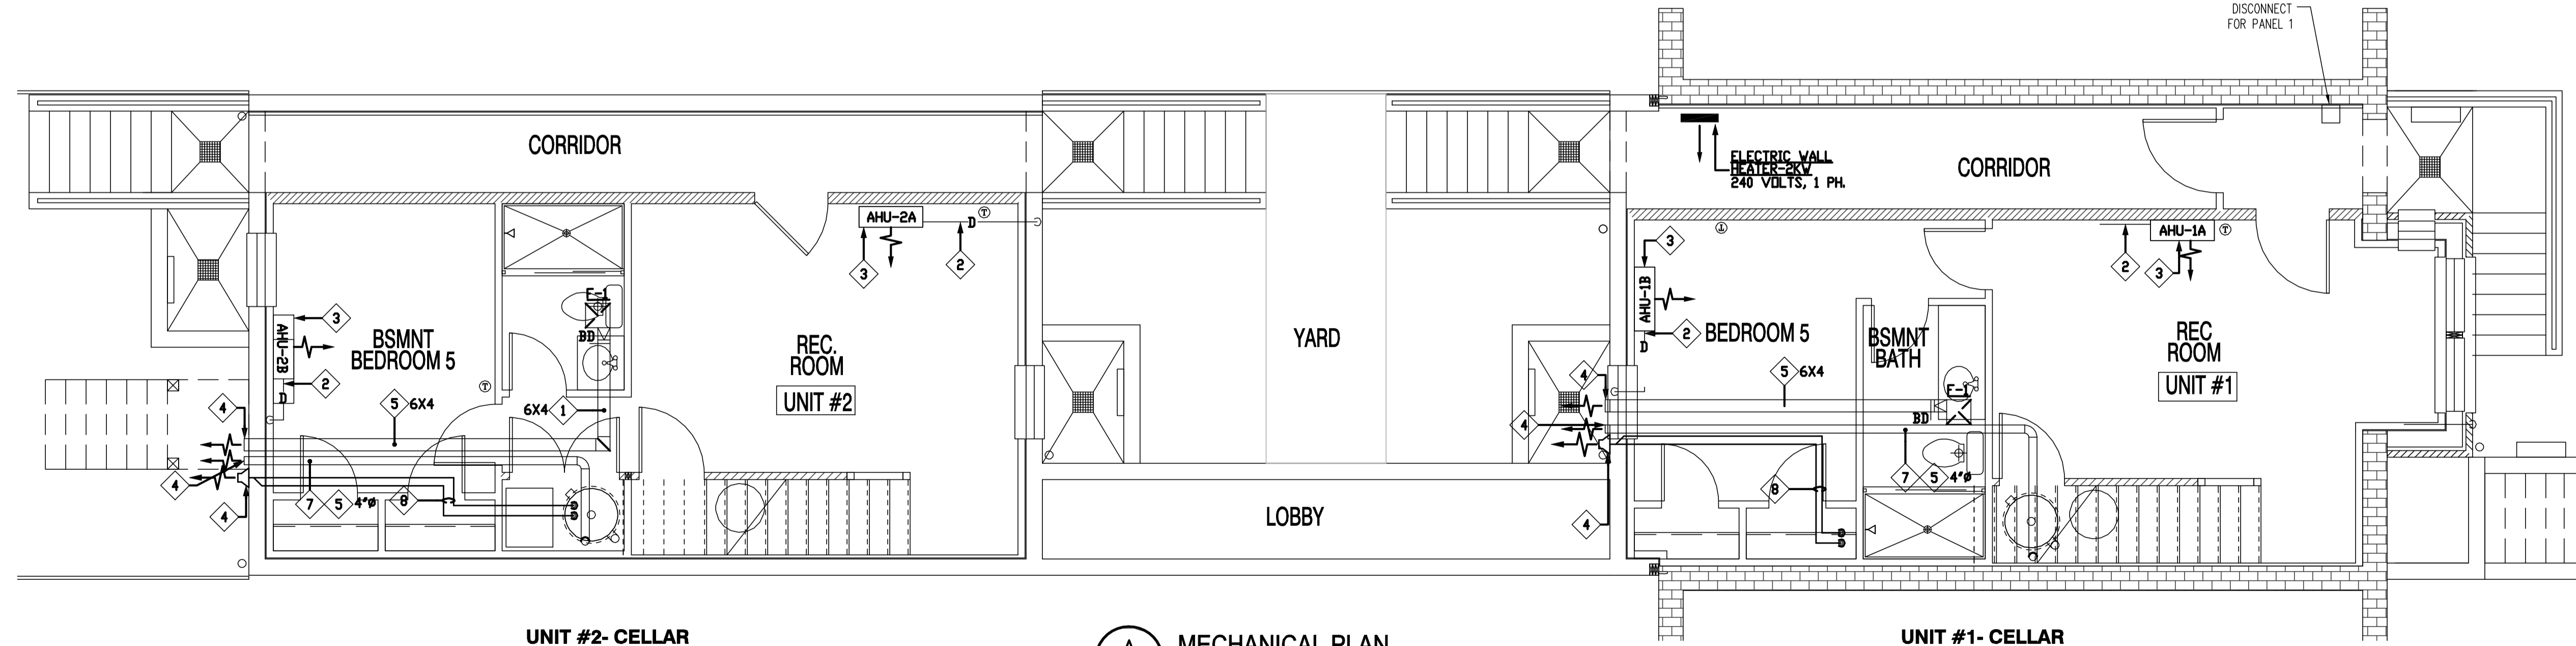 DISCONNECT
FOR PANEL 1
CORRIDOR
ELECTRIC WALL
HEATER-2KW
240 VOLTS, 1 PH.
CORRIDOR
AHU-2A
D
T
3
2
3
AHU-2B
2
D
BSMNT
BEDROOM 5
T
F-1
BD
REC.
ROOM
UNIT #2
4
5 6X4
6X4 1
4
4
7 5 4"Ø
8
YARD
LOBBY
T
3
AHU-1B
2
D
BEDROOM 5
BSMNT
BATH
AHU-1A
T
2
3
REC
ROOM
UNIT #1
4
5 6X4
F-1
BD
4
7 5 4"Ø
8
4
UNIT #2- CELLAR
A
MECHANICAL PLAN
UNIT #1- CELLAR